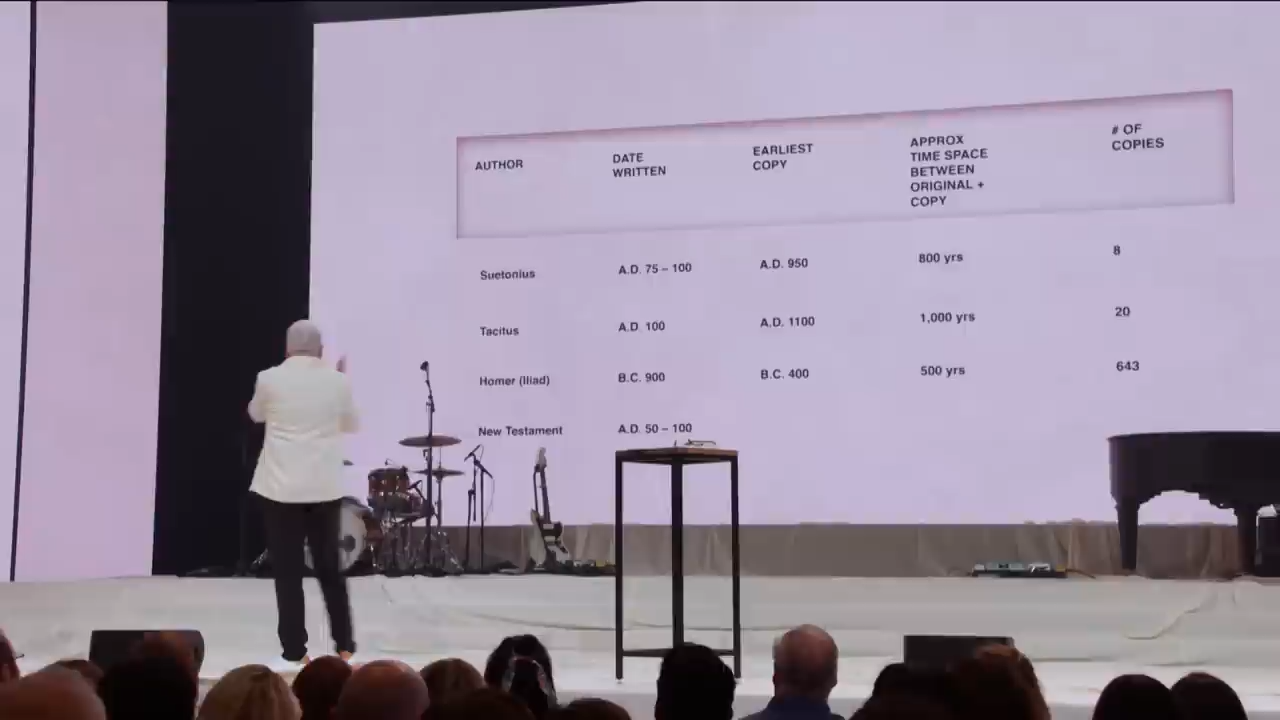 AUTHOR DATE WRITTEN EARLIEST COPY APPROX TIME SPACE BETWEEN ORIGINAL + COPY # OF COPIES
Suetonius A.D. 75 – 100 A.D. 950 800 yrs 8
Tacitus A.D. 100 A.D. 1100 1,000 yrs 20
Homer (Iliad) B.C. 900 B.C. 400 500 yrs 643
New Testament A.D. 50 – 100